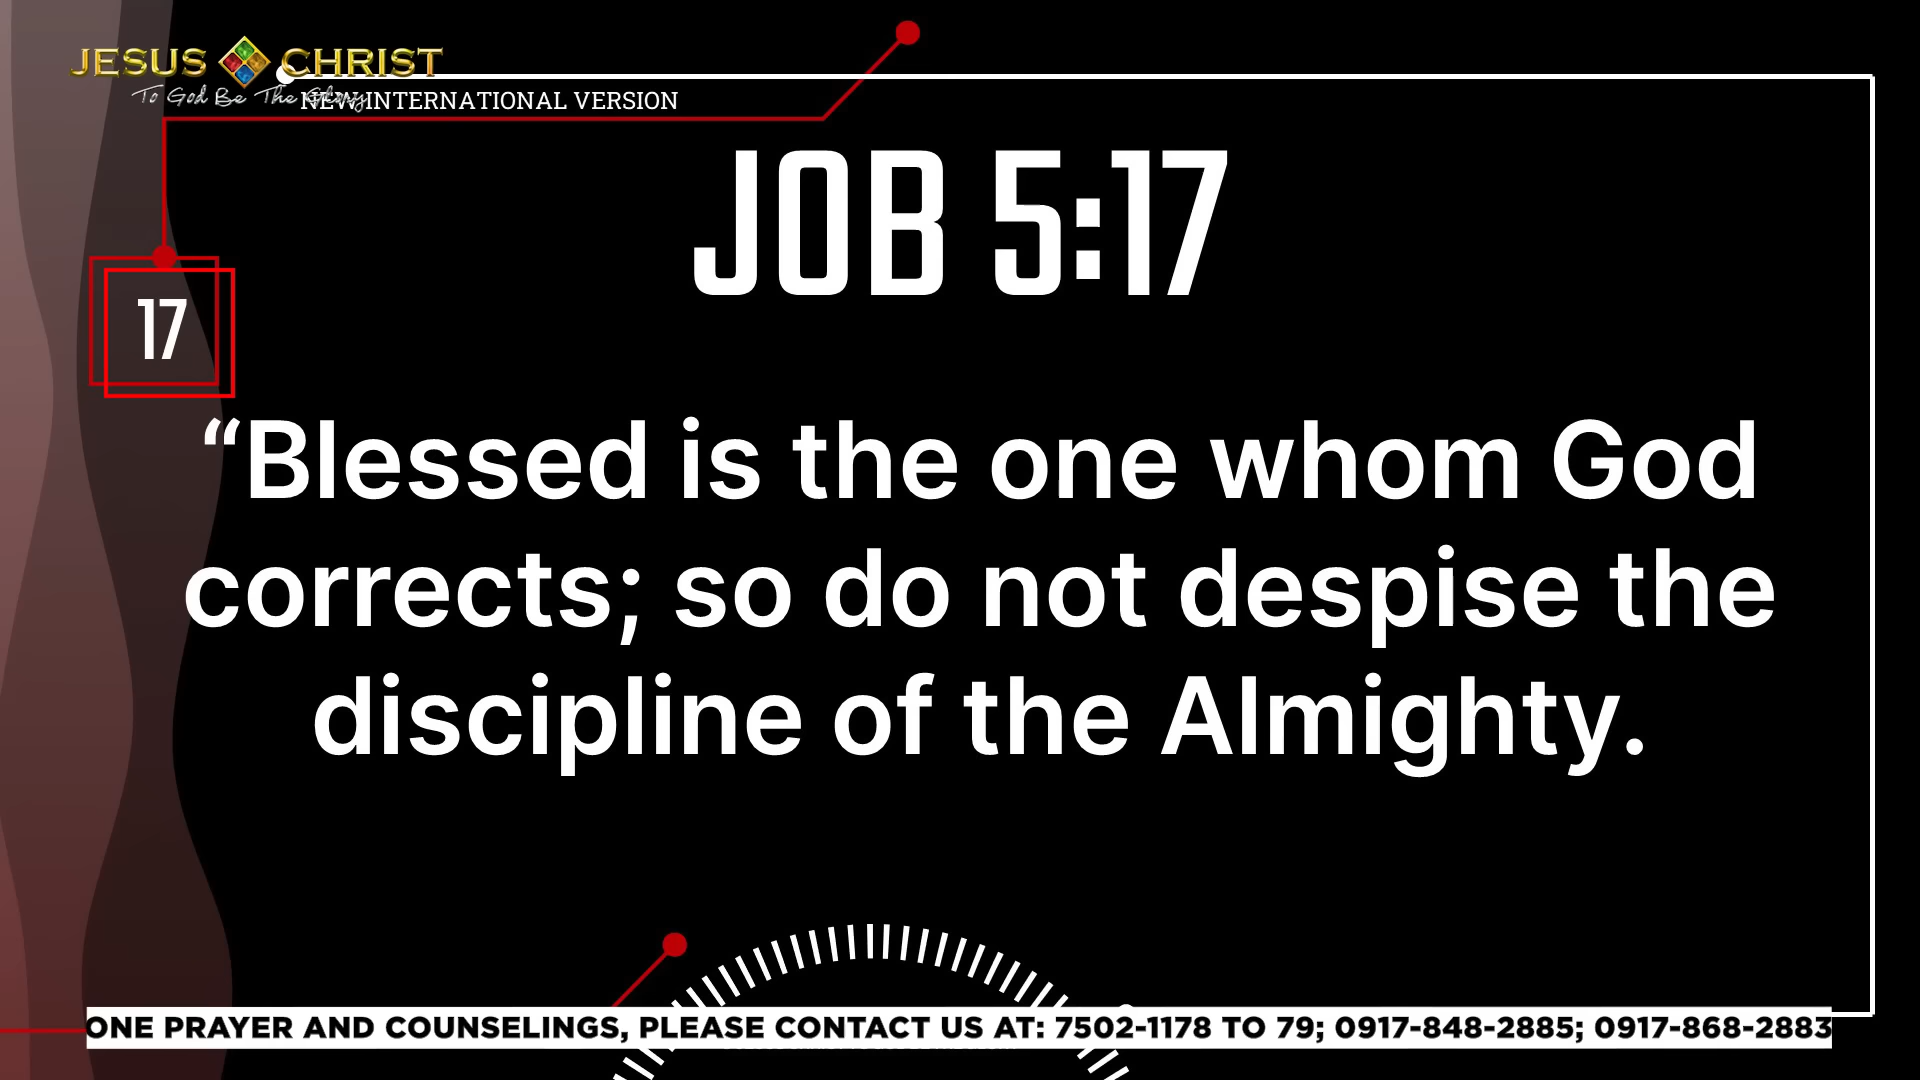 JESUS CHRIST
To God Be The Glory
NEW INTERNATIONAL VERSION
JOB 5:17
17
“Blessed is the one whom God
corrects; so do not despise the
discipline of the Almighty.
ONE PRAYER AND COUNSELINGS, PLEASE CONTACT US AT: 7502-1178 TO 79; 0917-848-2885; 0917-868-2883